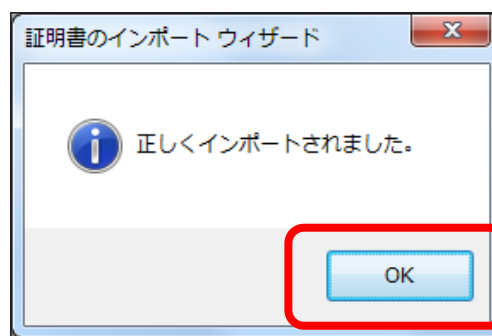 証明書のインポート ウィザード
正しくインポートされました。
OK